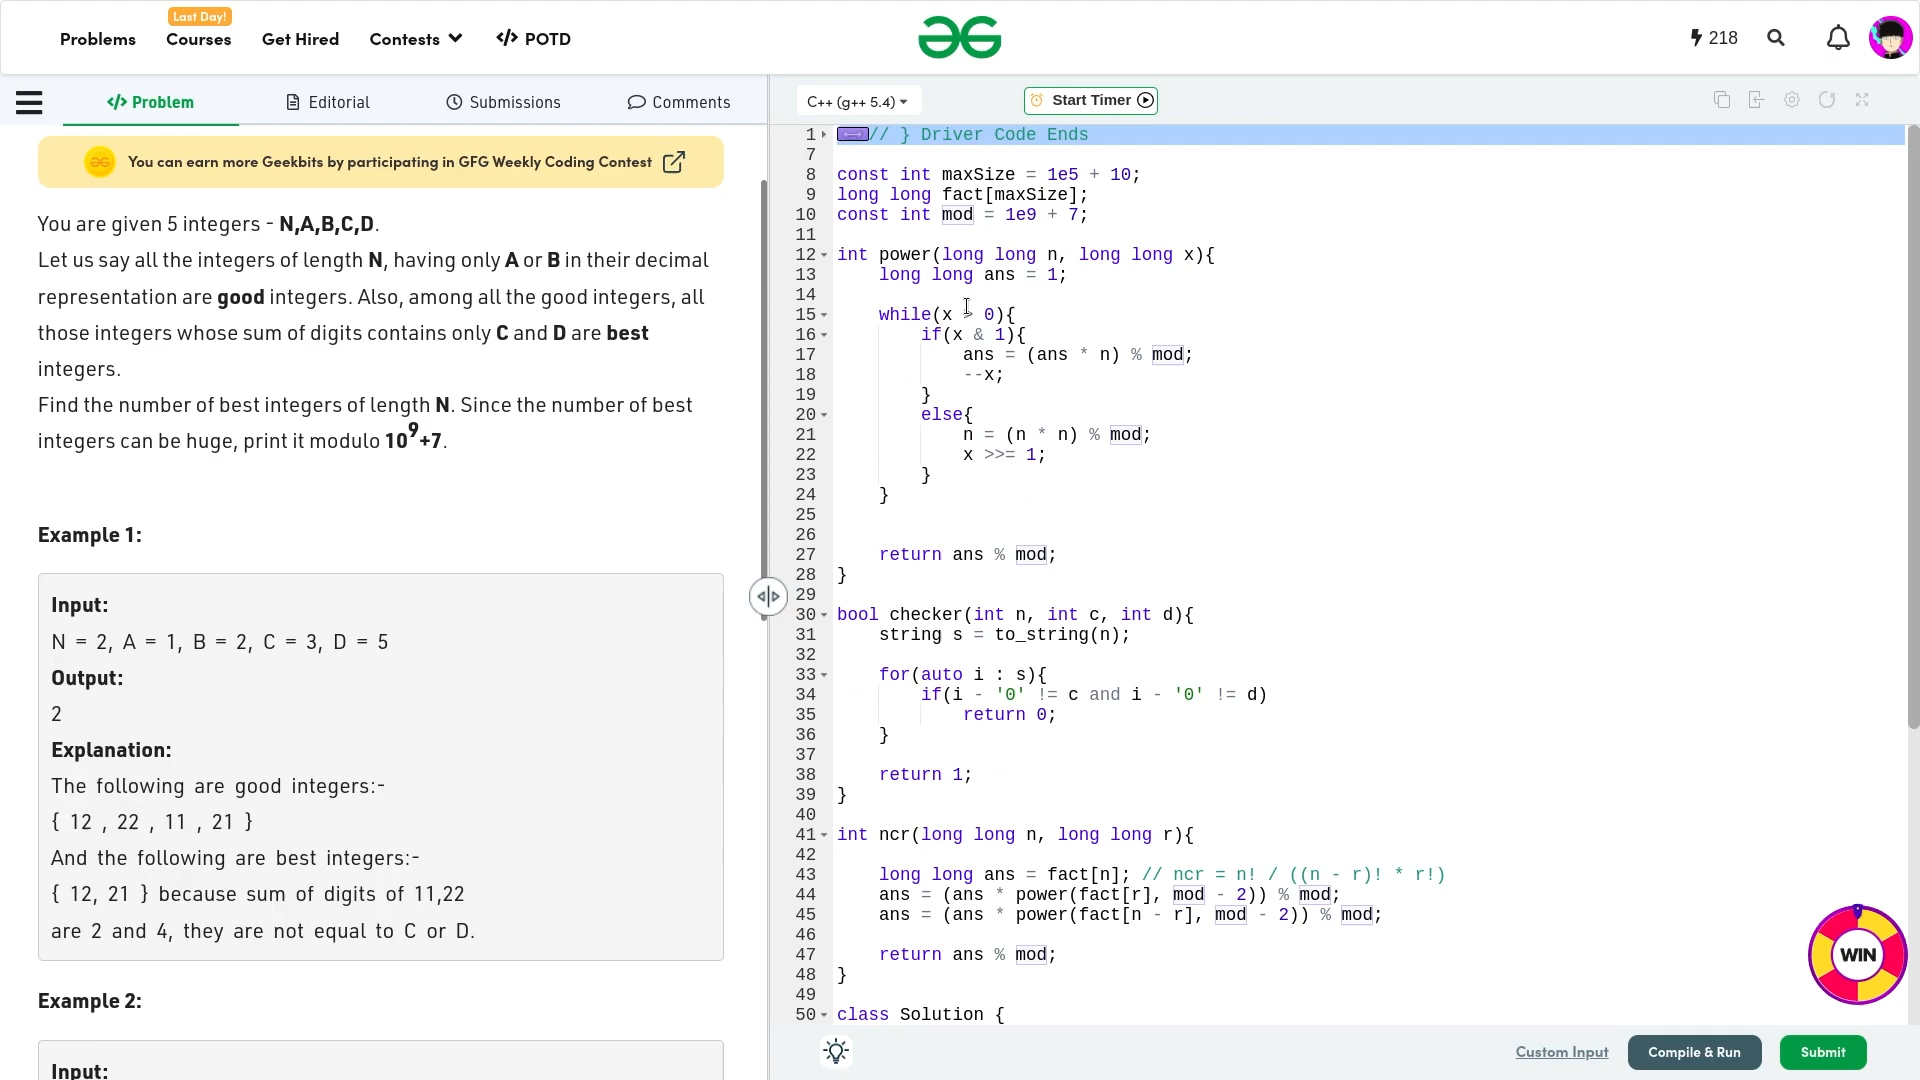 Last Day!
Problems Courses Get Hired Contests </> POTD
218
</> Problem Editorial Submissions Comments
You can earn more Geekbits by participating in GFG Weekly Coding Contest
You are given 5 integers - N,A,B,C,D.
Let us say all the integers of length N, having only A or B in their decimal
representation are good integers. Also, among all the good integers, all
those integers whose sum of digits contains only C and D are best
integers.
Find the number of best integers of length N. Since the number of best
integers can be huge, print it modulo 10^9+7.
Example 1:
Input:
N = 2, A = 1, B = 2, C = 3, D = 5
Output:
2
Explanation:
The following are good integers:-
{ 12 , 22 , 11 , 21 }
And the following are best integers:-
{ 12, 21 } because sum of digits of 11,22
are 2 and 4, they are not equal to C or D.
Example 2:
Input:
C++ (g++ 5.4) Start Timer
1 // } Driver Code Ends
7
8 const int maxSize = 1e5 + 10;
9 long long fact[maxSize];
10 const int mod = 1e9 + 7;
11
12 int power(long long n, long long x){
13     long long ans = 1;
14
15     while(x > 0){
16         if(x & 1){
17             ans = (ans * n) % mod;
18             --x;
19         }
20         else{
21             n = (n * n) % mod;
22             x >>= 1;
23         }
24     }
25
26
27     return ans % mod;
28 }
29
30 bool checker(int n, int c, int d){
31     string s = to_string(n);
32
33     for(auto i : s){
34         if(i - '0' != c and i - '0' != d)
35             return 0;
36     }
37
38     return 1;
39 }
40
41 int ncr(long long n, long long r){
42
43     long long ans = fact[n]; // ncr = n! / ((n - r)! * r!)
44     ans = (ans * power(fact[r], mod - 2)) % mod;
45     ans = (ans * power(fact[n - r], mod - 2)) % mod;
46
47     return ans % mod;
48 }
49
50 class Solution {
WIN
Custom Input Compile & Run Submit